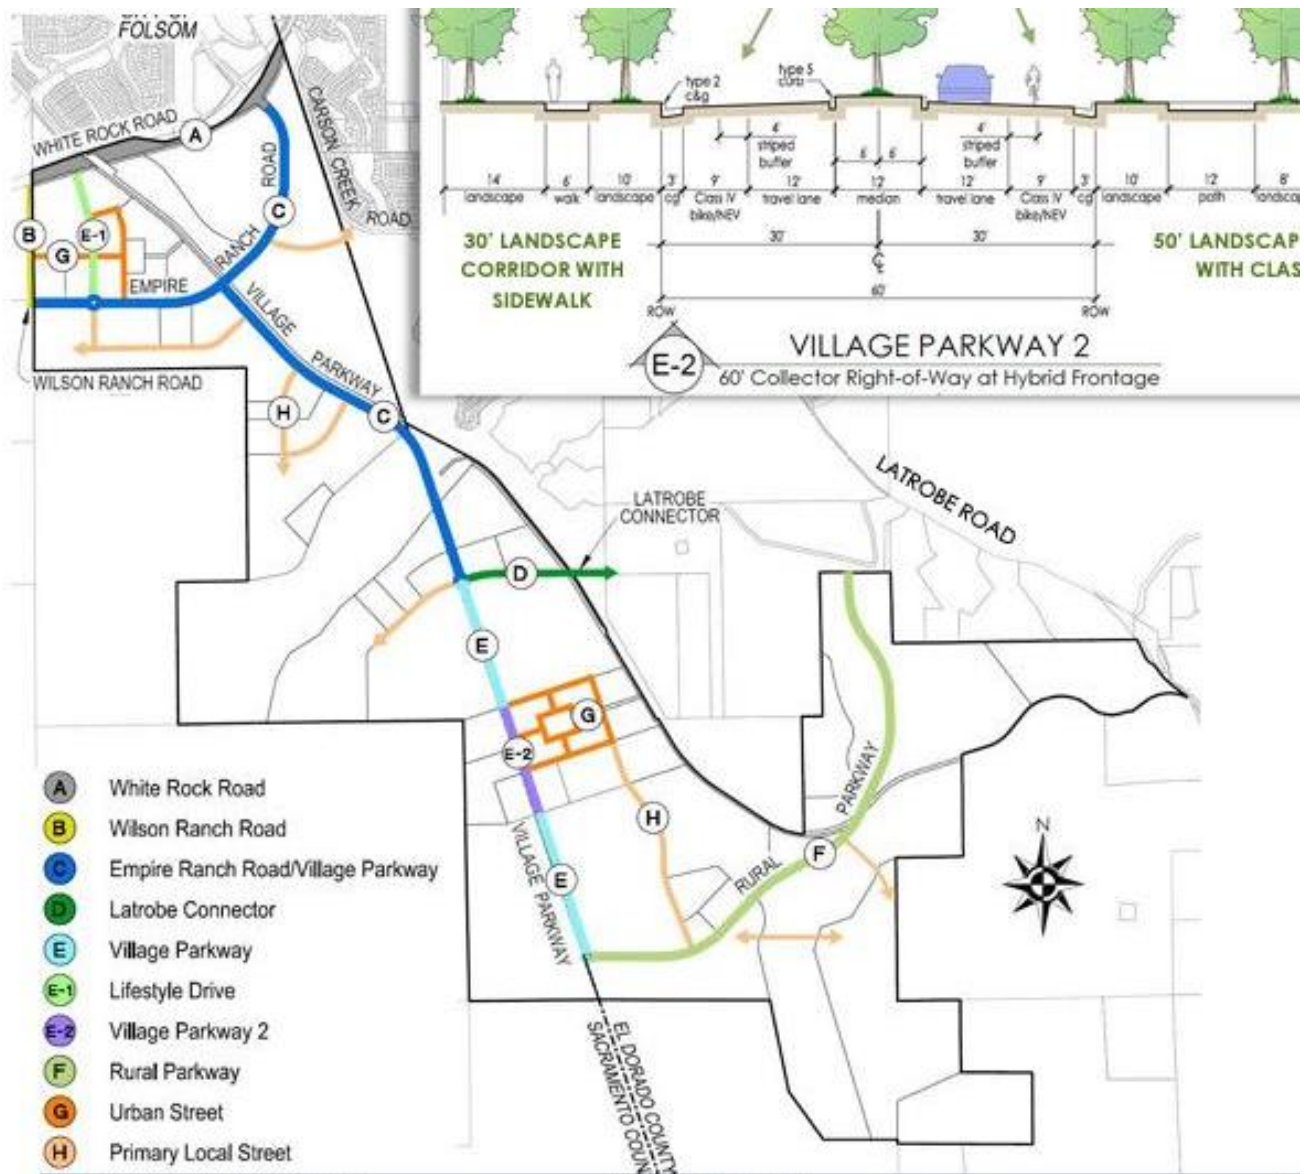 FOLSOM
WHITE ROCK ROAD
A
CARSON CREEK
ROAD
ROAD
C
RANCH
EMPIRE
B
E-1
G
VILLAGE
PARKWAY
WILSON RANCH ROAD
H
C
type 2
c&g
type 5
curb
4'
striped
buffer
4'
striped
buffer
6
6
14'
landscape
6'
walk
10'
landscape
3'
cg
9'
Class IV
bike/NEV
12'
travel lane
12'
median
12'
travel lane
9'
Class IV
bike/NEV
3'
cg
10'
landscape
12'
path
8'
30'
30'
60'
ROW
ROW
30' LANDSCAPE
CORRIDOR WITH
SIDEWALK
50' LANDSCAP
WITH CLAS
E-2
VILLAGE PARKWAY 2
60' Collector Right-of-Way at Hybrid Frontage
LATROBE ROAD
LATROBE
CONNECTOR
D
E
G
E-2
H
PARKWAY
F
RURAL
VILLAGE PARKWAY
E
N
EL DORADO COUNTY
SACRAMENTO COUN
A White Rock Road
B Wilson Ranch Road
C Empire Ranch Road/Village Parkway
D Latrobe Connector
E Village Parkway
E-1 Lifestyle Drive
E-2 Village Parkway 2
F Rural Parkway
G Urban Street
H Primary Local Street